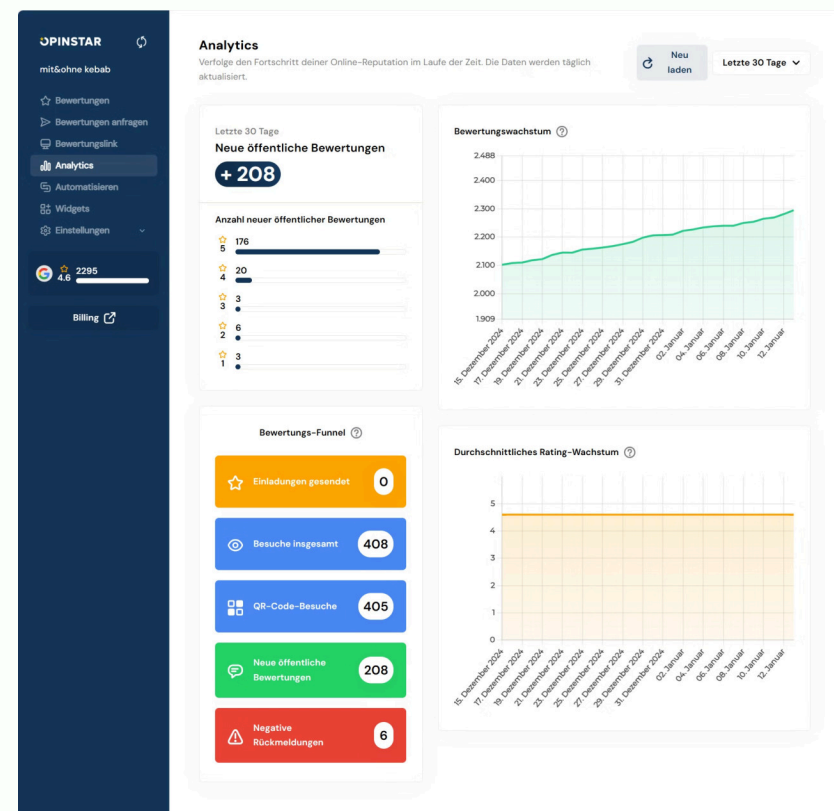 OPINSTAR
mit&ohne kebab
Bewertungen
Bewertungen anfragen
Bewertungslink
Analytics
Automatisieren
Widgets
Einstellungen
4.6
2295
Billing
Analytics
Verfolge den Fortschritt deiner Online-Reputation im Laufe der Zeit. Die Daten werden täglich
aktualisiert.
Neu
laden
Letzte 30 Tage
Letzte 30 Tage
Neue öffentliche Bewertungen
+ 208
Anzahl neuer öffentlicher Bewertungen
5
176
4
20
3
3
2
6
1
3
Bewertungswachstum ?
2.488
2.400
2.300
2.200
2.100
2.000
1.909
15. Dezember 2024
17. Dezember 2024
19. Dezember 2024
21. Dezember 2024
23. Dezember 2024
25. Dezember 2024
27. Dezember 2024
29. Dezember 2024
31. Dezember 2024
02. Januar
04. Januar
06. Januar
08. Januar
10. Januar
12. Januar
Bewertungs-Funnel ?
Einladungen gesendet 0
Besuche insgesamt 408
QR-Code-Besuche 405
Neue öffentliche
Bewertungen
208
Negative
Rückmeldungen
6
Durchschnittliches Rating-Wachstum ?
5
4
3
2
1
0
15. Dezember 2024
17. Dezember 2024
19. Dezember 2024
21. Dezember 2024
23. Dezember 2024
25. Dezember 2024
27. Dezember 2024
29. Dezember 2024
31. Dezember 2024
02. Januar
04. Januar
06. Januar
08. Januar
10. Januar
12. Januar